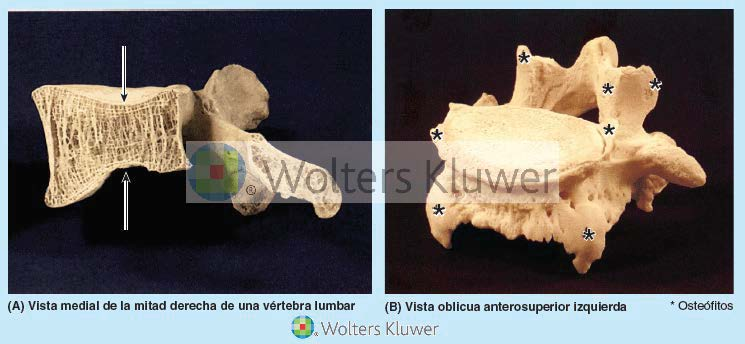 ® Wolters Kluwer
(A) Vista medial de la mitad derecha de una vértebra lumbar
(B) Vista oblicua anterosuperior izquierda
* Osteófitos
* * * * * * * *
®. Wolters Kluwer